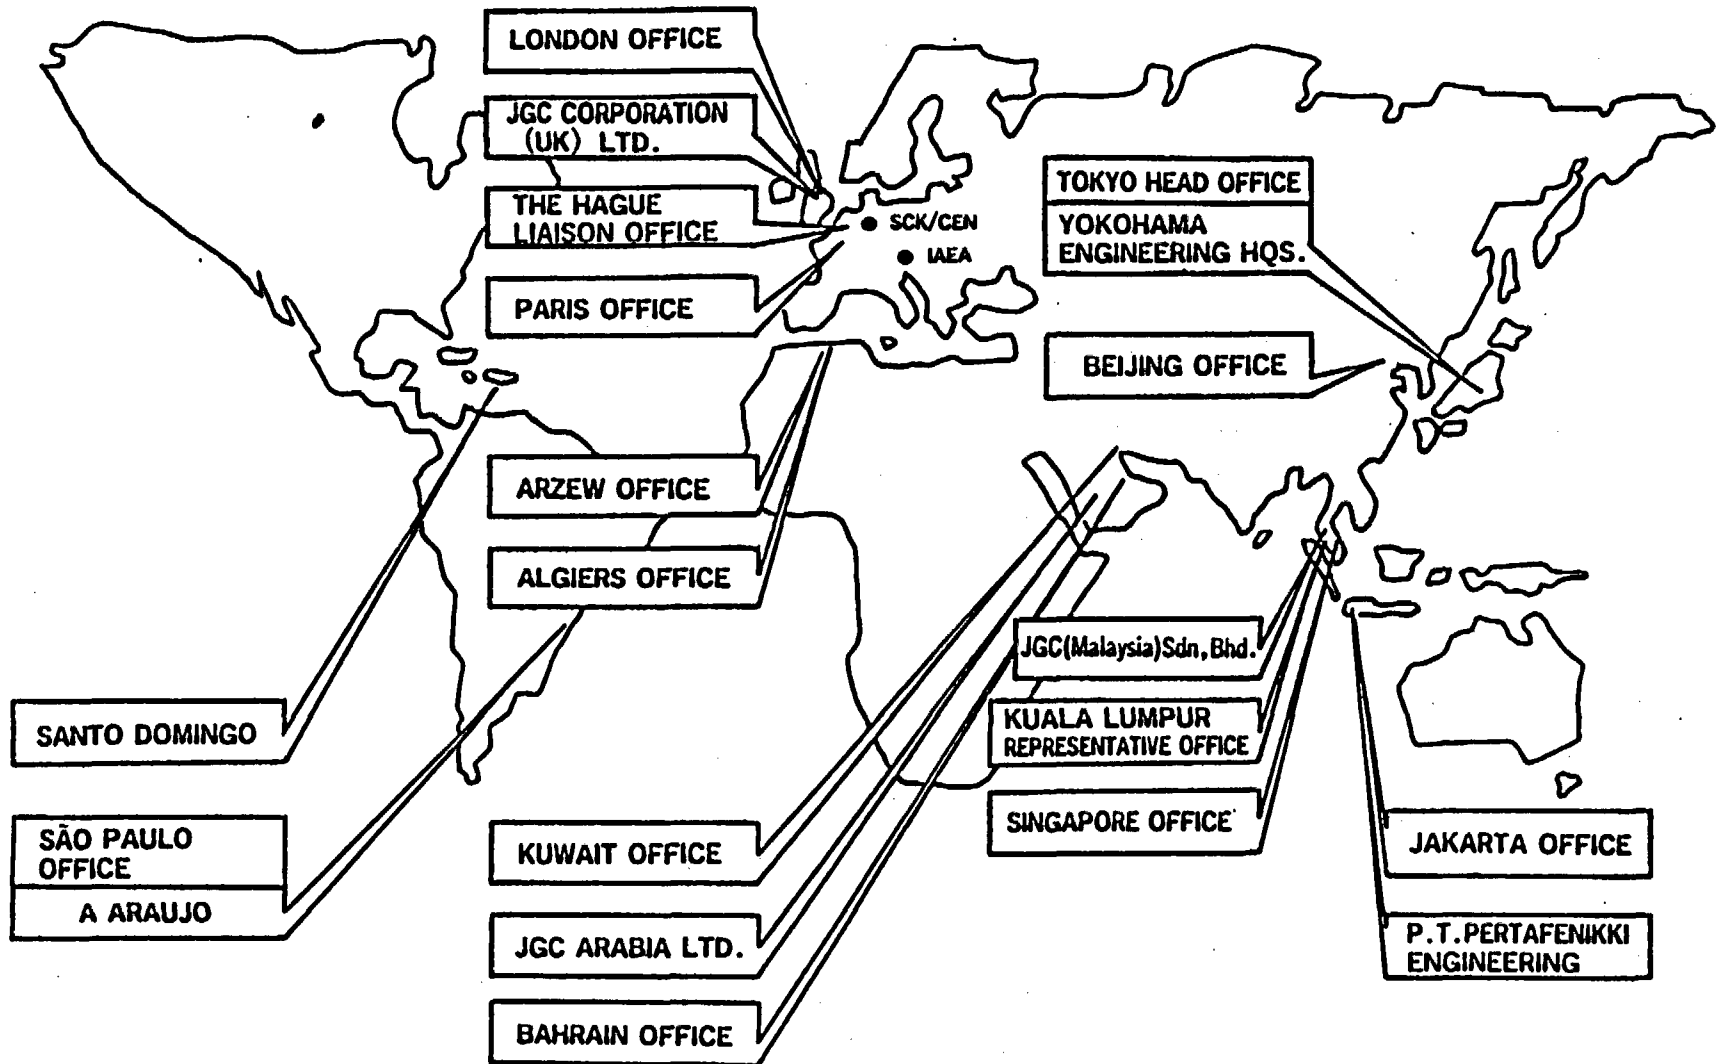 LONDON OFFICE
JGC CORPORATION
(UK) LTD.
THE HAGUE
LIAISON OFFICE
PARIS OFFICE
SCK/CEN
IAEA
TOKYO HEAD OFFICE
YOKOHAMA
ENGINEERING HQS.
BEIJING OFFICE
ARZEW OFFICE
ALGIERS OFFICE
SANTO DOMINGO
SÃO PAULO
OFFICE
A ARAUJO
KUWAIT OFFICE
JGC ARABIA LTD.
BAHRAIN OFFICE
JGC(Malaysia)Sdn,Bhd.
KUALA LUMPUR
REPRESENTATIVE OFFICE
SINGAPORE OFFICE
JAKARTA OFFICE
P.T.PERTAFENIKKI
ENGINEERING